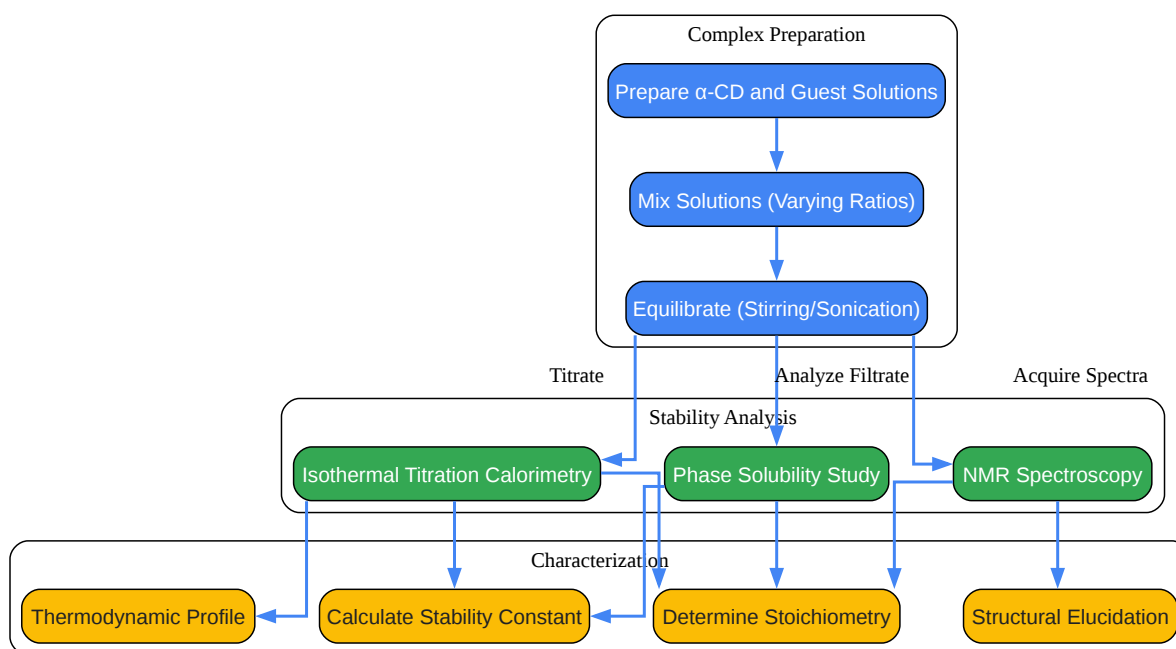 Complex Preparation
Prepare α-CD and Guest Solutions
Mix Solutions (Varying Ratios)
Equilibrate (Stirring/Sonication)
Titrate
Analyze Filtrate
Acquire Spectra
Stability Analysis
Isothermal Titration Calorimetry
Phase Solubility Study
NMR Spectroscopy
Characterization
Thermodynamic Profile
Calculate Stability Constant
Determine Stoichiometry
Structural Elucidation